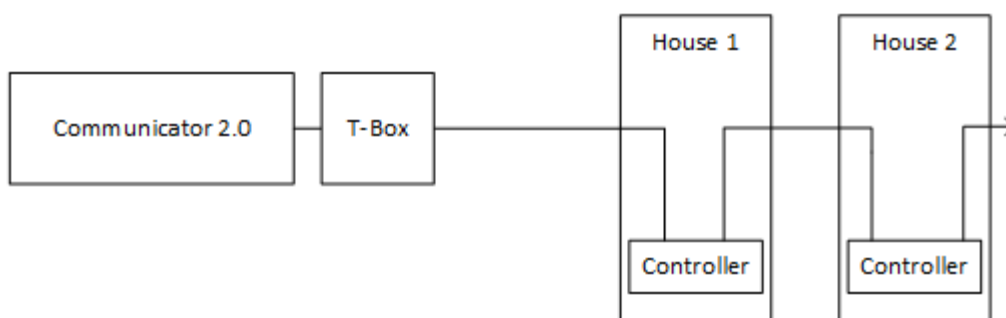 House 1
House 2
Communicator 2.0
T-Box
Controller
Controller